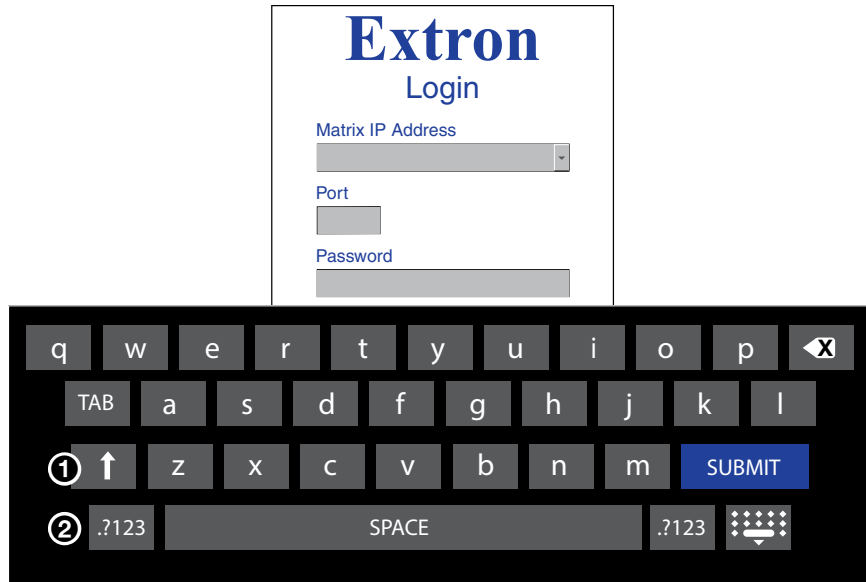 Extron
Login
Matrix IP Address
Port
Password
q w e r t y u i o p X
TAB a s d f g h j k l
1 z x c v b n m SUBMIT
2 .?123 SPACE .?123